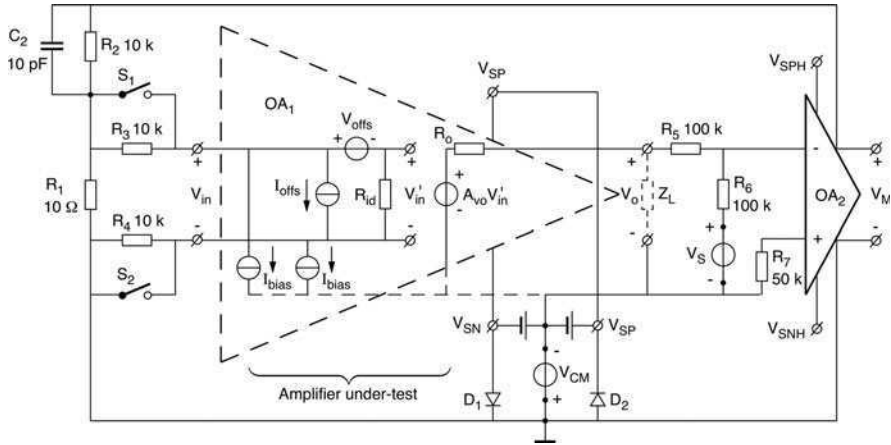 C2
10 pF
R2 10 k
S1
R3 10 k
R1
10 Ω
R4 10 k
S2
+
Vin
-
OA1
Voffs
+ -
Ioffs
Rid
+
V'in
-
Ibias
Ibias
Ro
+
AvoV'in
-
VSP
+
Vo
-
ZL
R5 100 k
R6
100 k
+
VS
-
R7
50 k
VSPH
-
OA2
+
+
VM
-
VSNH
VSN
VSP
-
VCM
+
D1
D2
Amplifier under-test